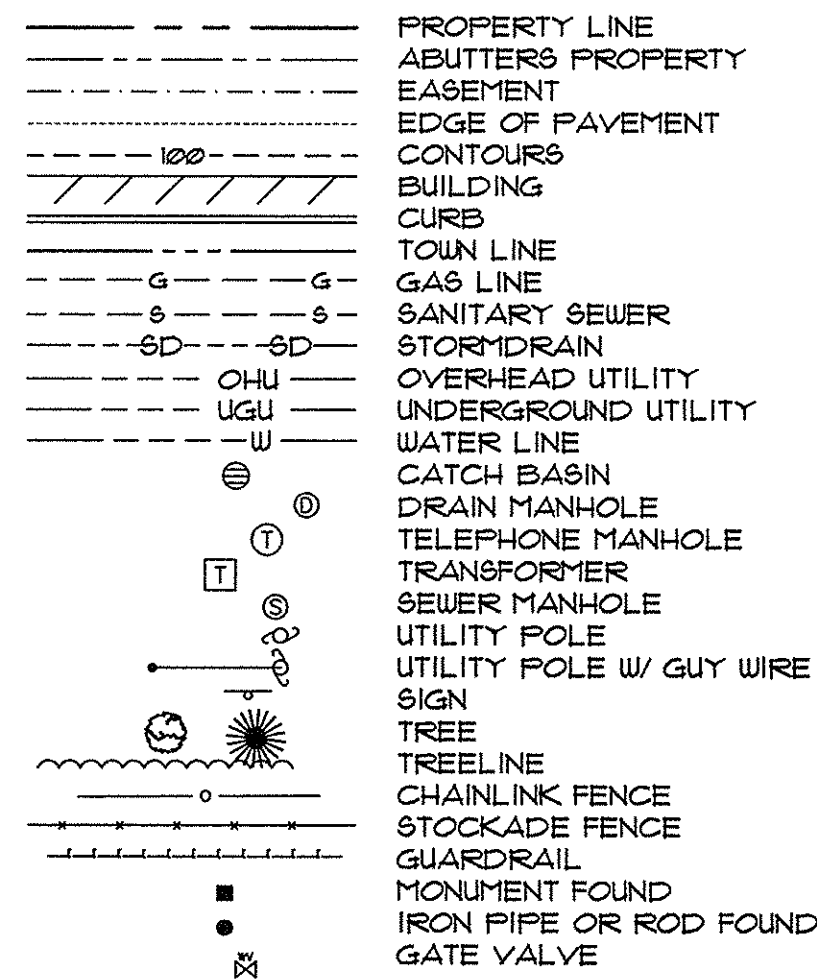 PROPERTY LINE
ABUTTERS PROPERTY
EASEMENT
EDGE OF PAVEMENT
100 CONTOURS
BUILDING
CURB
TOWN LINE
G G GAS LINE
S S SANITARY SEWER
SD SD STORMDRAIN
OHU OVERHEAD UTILITY
UGU UNDERGROUND UTILITY
W WATER LINE
CATCH BASIN
D DRAIN MANHOLE
T TELEPHONE MANHOLE
T TRANSFORMER
S SEWER MANHOLE
UTILITY POLE
UTILITY POLE W/ GUY WIRE
SIGN
TREE
TREELINE
CHAINLINK FENCE
STOCKADE FENCE
GUARDRAIL
MONUMENT FOUND
IRON PIPE OR ROD FOUND
WV GATE VALVE